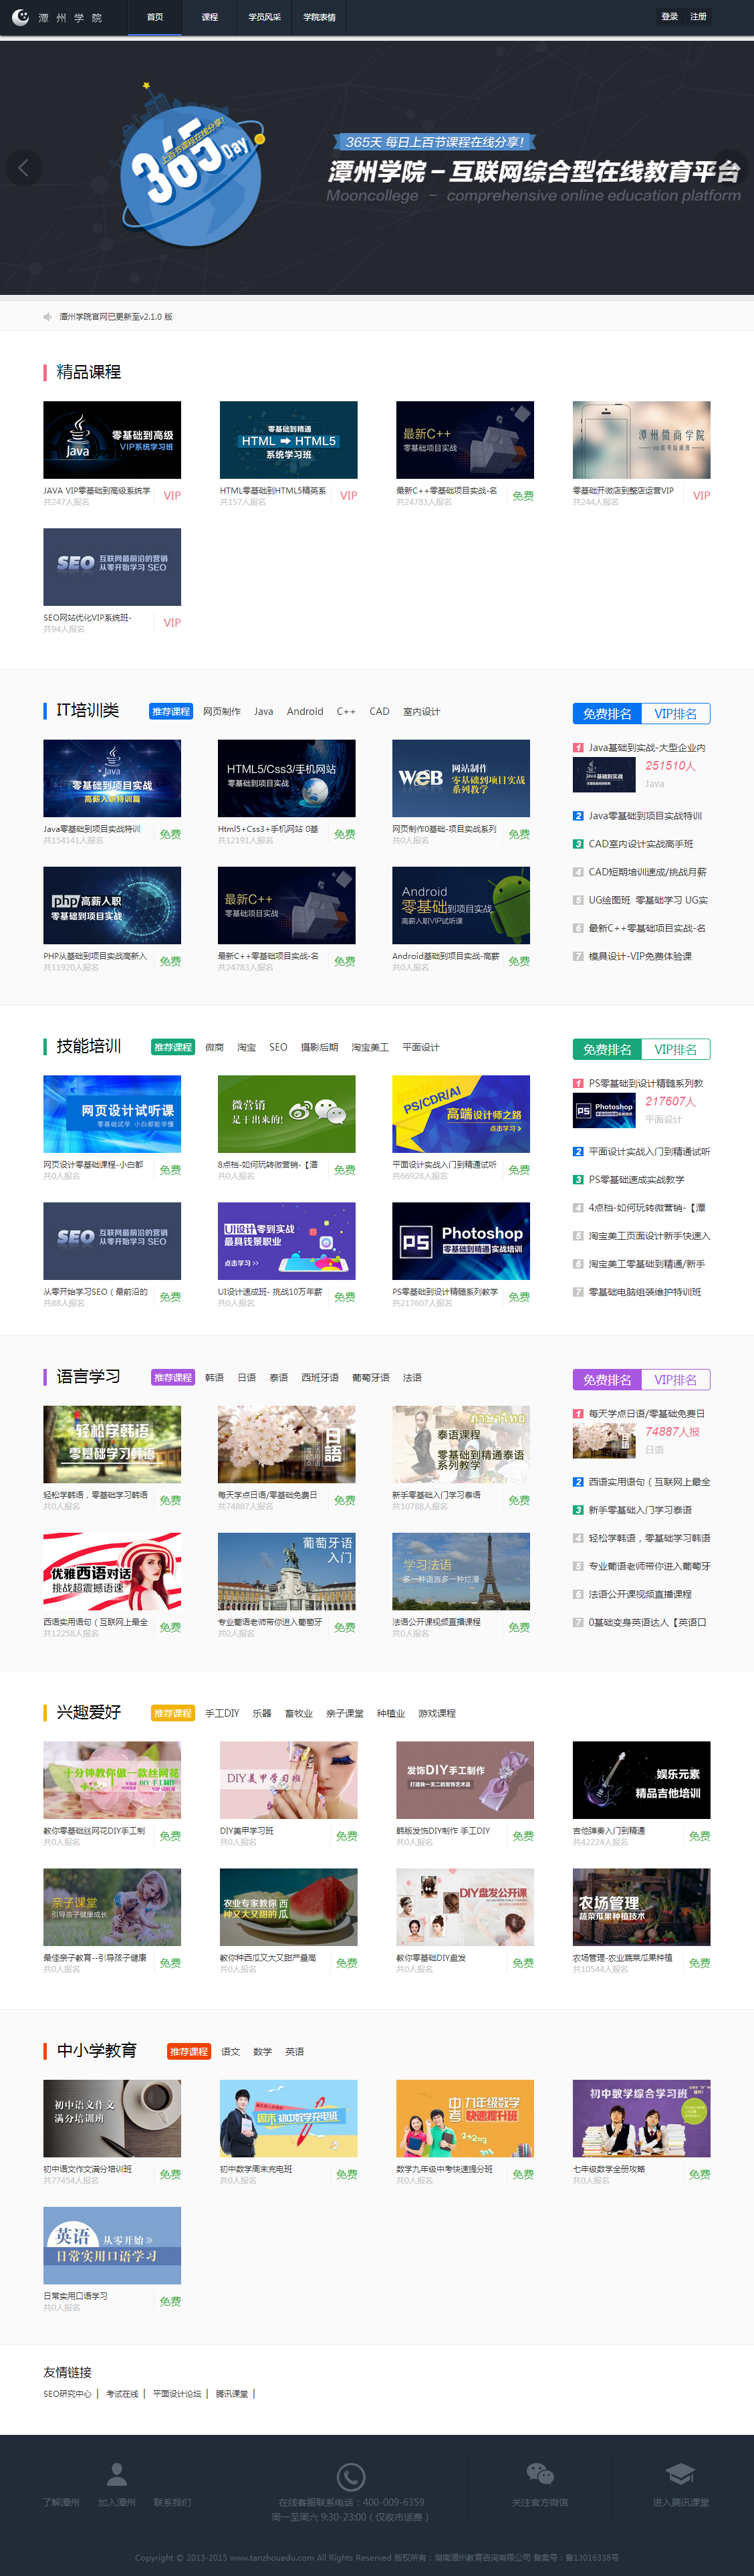 潭州学院
首页 课程 学员风采 学院表情
登录 注册
上百节课程在线分享!
365 Day
365天 每日上百节课程在线分享!
潭州学院－互联网综合型在线教育平台
Mooncollege － comprehensive online education platform
潭州学院官网已更新至v2.1.0 版
精品课程
Java 零基础到高级 VIP系统学习班
零基础到精通 HTML HTML5 系统学习班
最新C++ 零基础项目实战
潭州微商学院
JAVA VIP零基础到高级系统学 VIP
共247人报名
HTML零基础到HTML5精英系 VIP
共157人报名
最新C++零基础项目实战-名 免费
共24783人报名
零基础开微店到整店运营VIP VIP
共244人报名
SEO 互联网最前沿的营销 从零开始学习 SEO
SEO网站优化VIP系统班- VIP
共94人报名
IT培训类 推荐课程 网页制作 Java Android C++ CAD 室内设计
免费排名 VIP排名
Java 零基础到项目实战 高薪入职特训篇
HTML5/Css3/手机网站 零基础到项目实战
WEB 网站制作 零基础到项目实战 系列教学
Java零基础到项目实战特训 免费
共154141人报名
Html5+Css3+手机网站 0基 免费
共12191人报名
网页制作0基础-项目实战系列 免费
php 高薪入职 零基础到项目实战
最新C++ 零基础项目实战
Android 零基础到项目实战 高薪入职VIP试听课
PHP从基础到项目实战高新入 免费
共11920人报名
最新C++零基础项目实战-名 免费
共24783人报名
Android基础到项目实战-高薪 免费
共0人报名
1 Java基础到实战-大型企业内
251510人
Java
2 Java零基础到项目实战特训
3 CAD室内设计实战高手班
4 CAD短期培训速成/挑战月薪
5 UG绘图班 零基础学习 UG实
6 最新C++零基础项目实战-名
7 模具设计-VIP免费体验课
技能培训 推荐课程 微商 淘宝 SEO 摄影后期 淘宝美工 平面设计
免费排名 VIP排名
网页设计试听课 零基础试学 小白都能学懂
微营销 是干出来的!
PS/CDR/AI 高端设计师之路 点击学习
网页设计零基础课程-小白都 免费
共0人报名
8点档-如何玩转微营销-【潭 免费
共0人报名
平面设计实战入门到精通试听 免费
共66928人报名
SEO 互联网最前沿的营销 从零开始学习 SEO
UI设计零到实战 最具钱景职业 点击学习
PS Photoshop 零基础到精通实战培训
从零开始学习SEO（最前沿的 免费
共88人报名
UI设计速成班- 挑战10万年薪 免费
共0人报名
PS零基础到设计精髓系列教学 免费
共217607人报名
1 PS零基础到设计精髓系列教
Photoshop
217607人
平面设计
2 平面设计实战入门到精通试听
3 PS零基础速成实战教学
4 4点档-如何玩转微营销-【潭
5 淘宝美工页面设计新手快速入
6 淘宝美工零基础到精通/新手
7 零基础电脑组装维护特训班
语言学习 推荐课程 韩语 日语 泰语 西班牙语 葡萄牙语 法语
免费排名 VIP排名
轻松学韩语 零基础学习韩语
日語
ภาษาไทย 泰语课程 零基础到精通泰语 系列教学
轻松学韩语，零基础学习韩语 免费
共0人报名
每天学点日语/零基础免费日 免费
共74887人报名
新手零基础入门学习泰语 免费
共10788人报名
优雅西语对话 挑战超震撼语速
葡萄牙语 入门
学习法语 多一种语言多一种烂漫
西语实用语句（互联网上最全 免费
共12258人报名
专业葡语老师带你进入葡萄牙 免费
共0人报名
法语公开课视频直播课程 免费
共0人报名
1 每天学点日语/零基础免费日
74887人报
日语
2 西语实用语句（互联网上最全
3 新手零基础入门学习泰语
4 轻松学韩语，零基础学习韩语
5 专业葡语老师带你进入葡萄牙
6 法语公开课视频直播课程
7 0基础变身英语达人【英语口
兴趣爱好 推荐课程 手工DIY 乐器 畜牧业 亲子课堂 种植业 游戏课程
十分钟教你做一款丝网花
DIY美甲学习班
发饰DIY手工制作 打造独一无二的发饰艺术品
娱乐元素 精品吉他培训
教你零基础丝网花DIY手工制 免费
共0人报名
DIY美甲学习班 免费
共0人报名
韩版发饰DIY制作 手工DIY 免费
共0人报名
吉他弹奏入门到精通 免费
共42224人报名
亲子课堂 引导孩子健康成长
农业专家教你 种又大又甜的西瓜
DIY盘发公开课
农场管理 蔬菜瓜果种植技术
最佳亲子教育--引导孩子健康 免费
共0人报名
教你种西瓜又大又甜产量高 免费
共0人报名
教你零基础DIY盘发 免费
共0人报名
农场管理-农业蔬菜瓜果种植 免费
共10544人报名
中小学教育 推荐课程 语文 数学 英语
初中语文作文 满分培训班
周末初中数学充电班
中考 九年级数学 快速提升班
初中数学综合学习班
初中语文作文满分培训班 免费
共77454人报名
初中数学周末充电班 免费
共0人报名
数学九年级中考快速提分班 免费
共0人报名
七年级数学全册攻略 免费
共0人报名
英语 从零开始 日常实用口语学习
日常实用口语学习 免费
共0人报名
友情链接
SEO研究中心 | 考试在线 | 平面设计论坛 | 腾讯课堂 |
了解潭州 加入潭州 联系我们
在线客服联系电话：400-009-6359
周一至周六 9:30-23:00（仅收市话费）
关注官方微信
进入腾讯课堂
Copyright © 2013-2015 www.tanzhouedu.com All Rights Reserved 版权所有：湖南潭州教育咨询有限公司 备案号：备13016338号